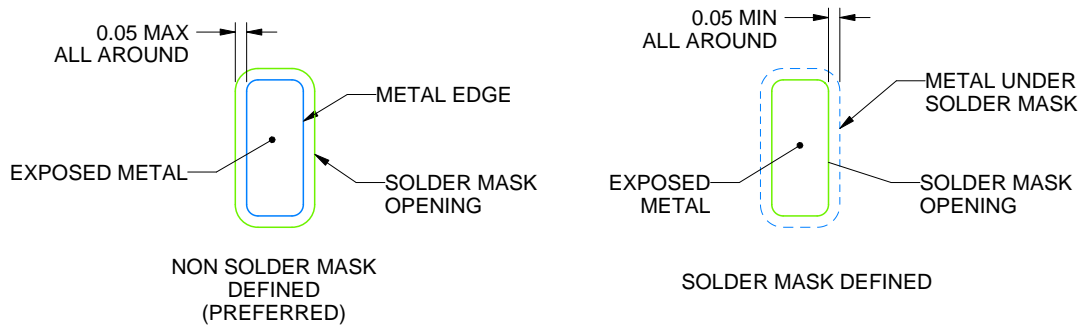 0.05 MAX
ALL AROUND
METAL EDGE
EXPOSED METAL
SOLDER MASK
OPENING
NON SOLDER MASK
DEFINED
(PREFERRED)
0.05 MIN
ALL AROUND
METAL UNDER
SOLDER MASK
EXPOSED
METAL
SOLDER MASK
OPENING
SOLDER MASK DEFINED